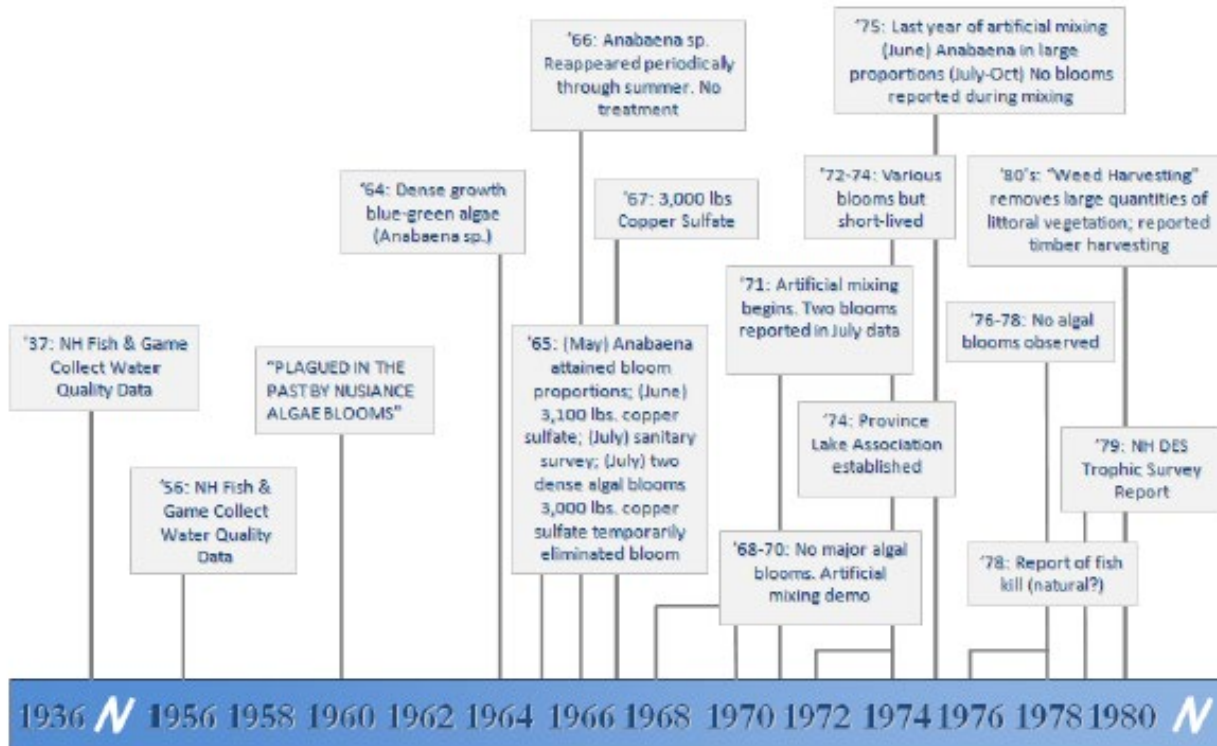 '75: Last year of artificial mixing
(June) Anabaena in large
proportions (July-Oct) No blooms
reported during mixing
'66: Anabaena sp.
Reappeared periodically
through summer. No
treatment
'64: Dense growth
blue-green algae
(Anabaena sp.)
'67: 3,000 lbs
Copper Sulfate
'72-74: Various
blooms but
short-lived
'80's: "Weed Harvesting"
removes large quantities of
littoral vegetation; reported
timber harvesting
'71: Artificial mixing
begins. Two blooms
reported in July data
'76-78: No algal
blooms observed
'37: NH Fish & Game
Collect Water
Quality Data
"PLAGUED IN THE
PAST BY NUSIANCE
ALGAE BLOOMS"
'65: (May) Anabaena
attained bloom
proportions; (June)
3,100 lbs. copper
sulfate; (July) sanitary
survey; (July) two
dense algal blooms
3,000 lbs. copper
sulfate temporarily
eliminated bloom
'74: Province
Lake Association
established
'79: NH DES
Trophic Survey
Report
'56: NH Fish &
Game Collect
Water Quality
Data
'68-70: No major algal
blooms. Artificial
mixing demo
'78: Report of fish
kill (natural?)
1936 N 1956 1958 1960 1962 1964 1966 1968 1970 1972 1974 1976 1978 1980 N